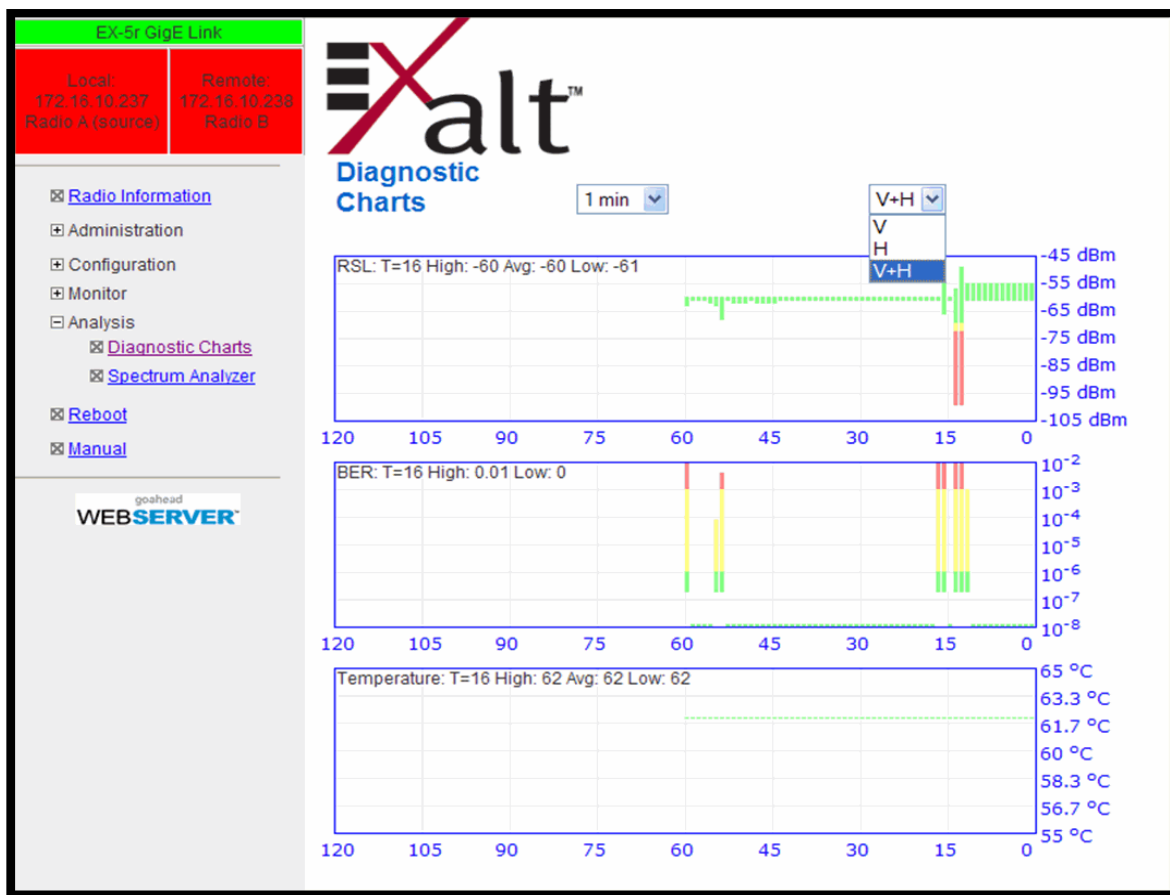 EX-5r GigE Link
Local:
172.16.10.237
Radio A (source)
Remote:
172.16.10.238
Radio B
Radio Information
Administration
Configuration
Monitor
Analysis
Diagnostic Charts
Spectrum Analyzer
Reboot
Manual
goahead
WEBSERVER
EXalt™
Diagnostic
Charts
1 min
V+H
V
H
V+H
RSL: T=16 High: -60 Avg: -60 Low: -61
-45 dBm
-55 dBm
-65 dBm
-75 dBm
-85 dBm
-95 dBm
-105 dBm
120 105 90 75 60 45 30 15 0
BER: T=16 High: 0.01 Low: 0
10⁻²
10⁻³
10⁻⁴
10⁻⁵
10⁻⁶
10⁻⁷
10⁻⁸
120 105 90 75 60 45 30 15 0
Temperature: T=16 High: 62 Avg: 62 Low: 62
65 °C
63.3 °C
61.7 °C
60 °C
58.3 °C
56.7 °C
55 °C
120 105 90 75 60 45 30 15 0